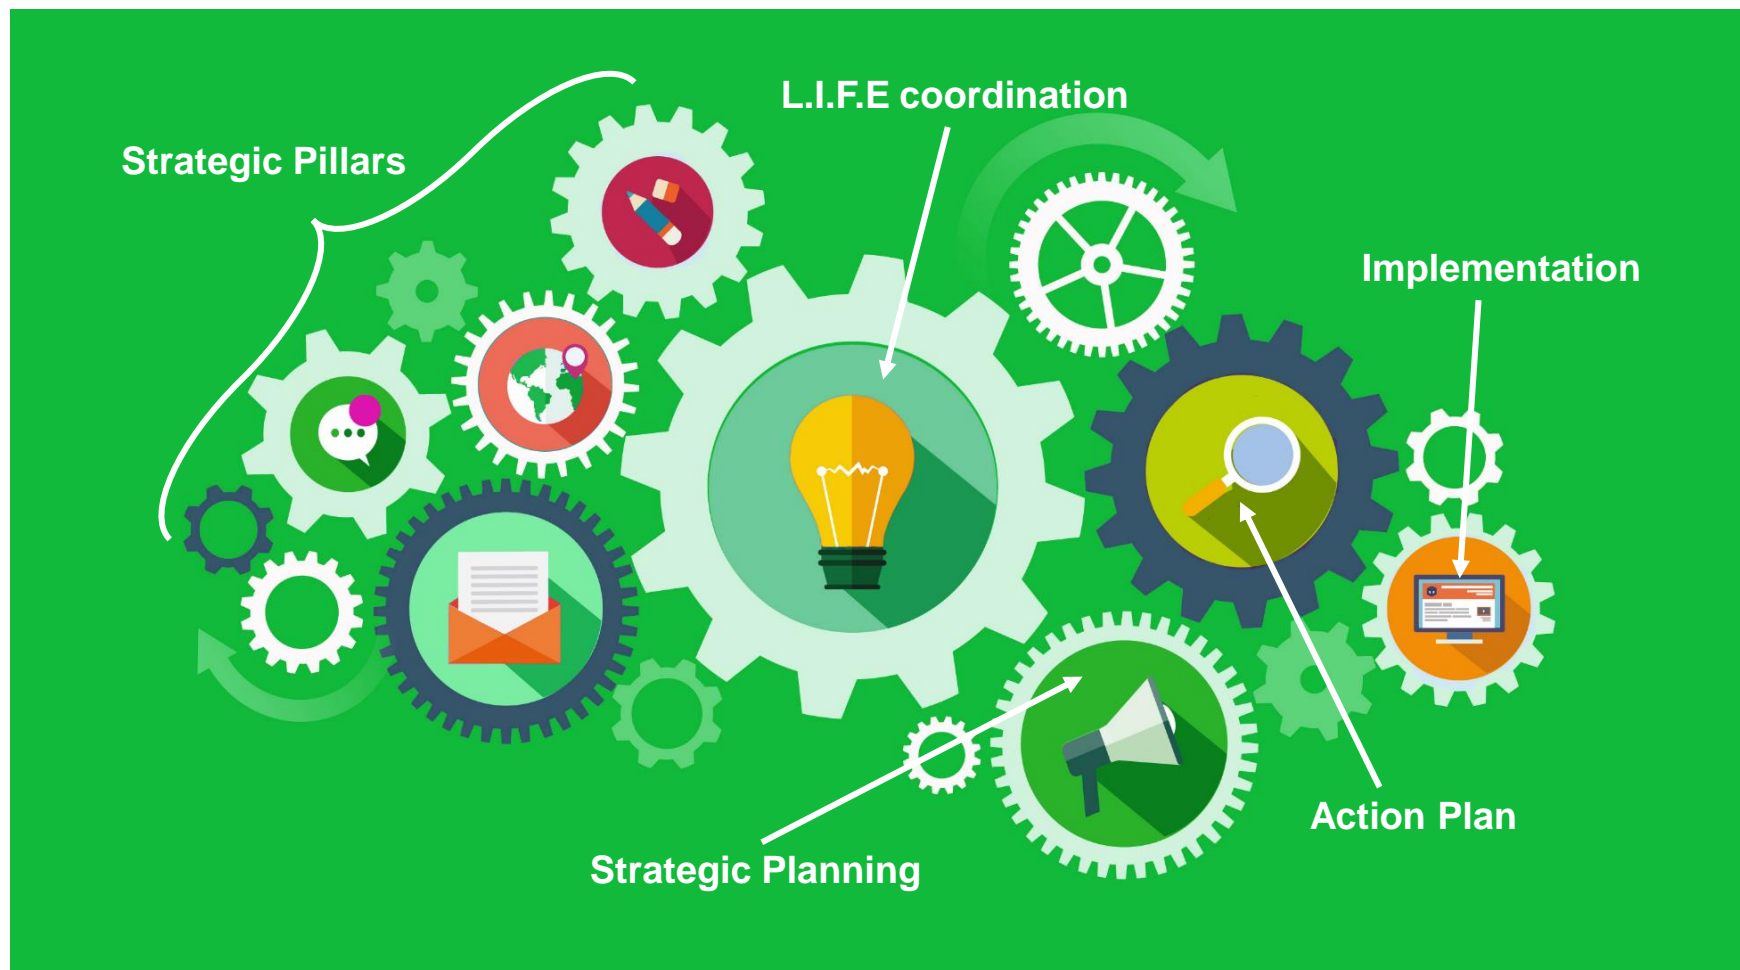 L.I.F.E coordination
Strategic Pillars
Implementation
Action Plan
Strategic Planning